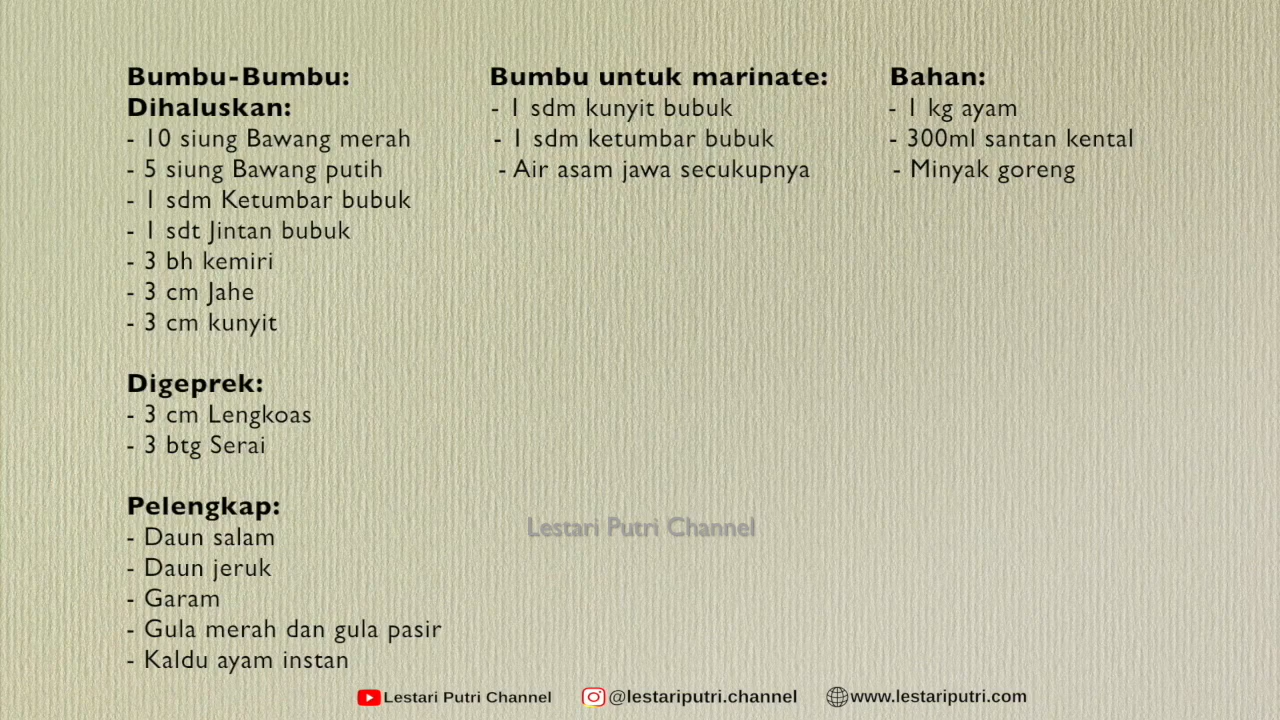 Bumbu-Bumbu:
Dihaluskan:
- 10 siung Bawang merah
- 5 siung Bawang putih
- 1 sdm Ketumbar bubuk
- 1 sdt Jintan bubuk
- 3 bh kemiri
- 3 cm Jahe
- 3 cm kunyit
Digeprek:
- 3 cm Lengkoas
- 3 btg Serai
Pelengkap:
- Daun salam
- Daun jeruk
- Garam
- Gula merah dan gula pasir
- Kaldu ayam instan
Bumbu untuk marinate:
- 1 sdm kunyit bubuk
- 1 sdm ketumbar bubuk
- Air asam jawa secukupnya
Bahan:
- 1 kg ayam
- 300ml santan kental
- Minyak goreng
Lestari Putri Channel
Lestari Putri Channel @lestariputri.channel www.lestariputri.com